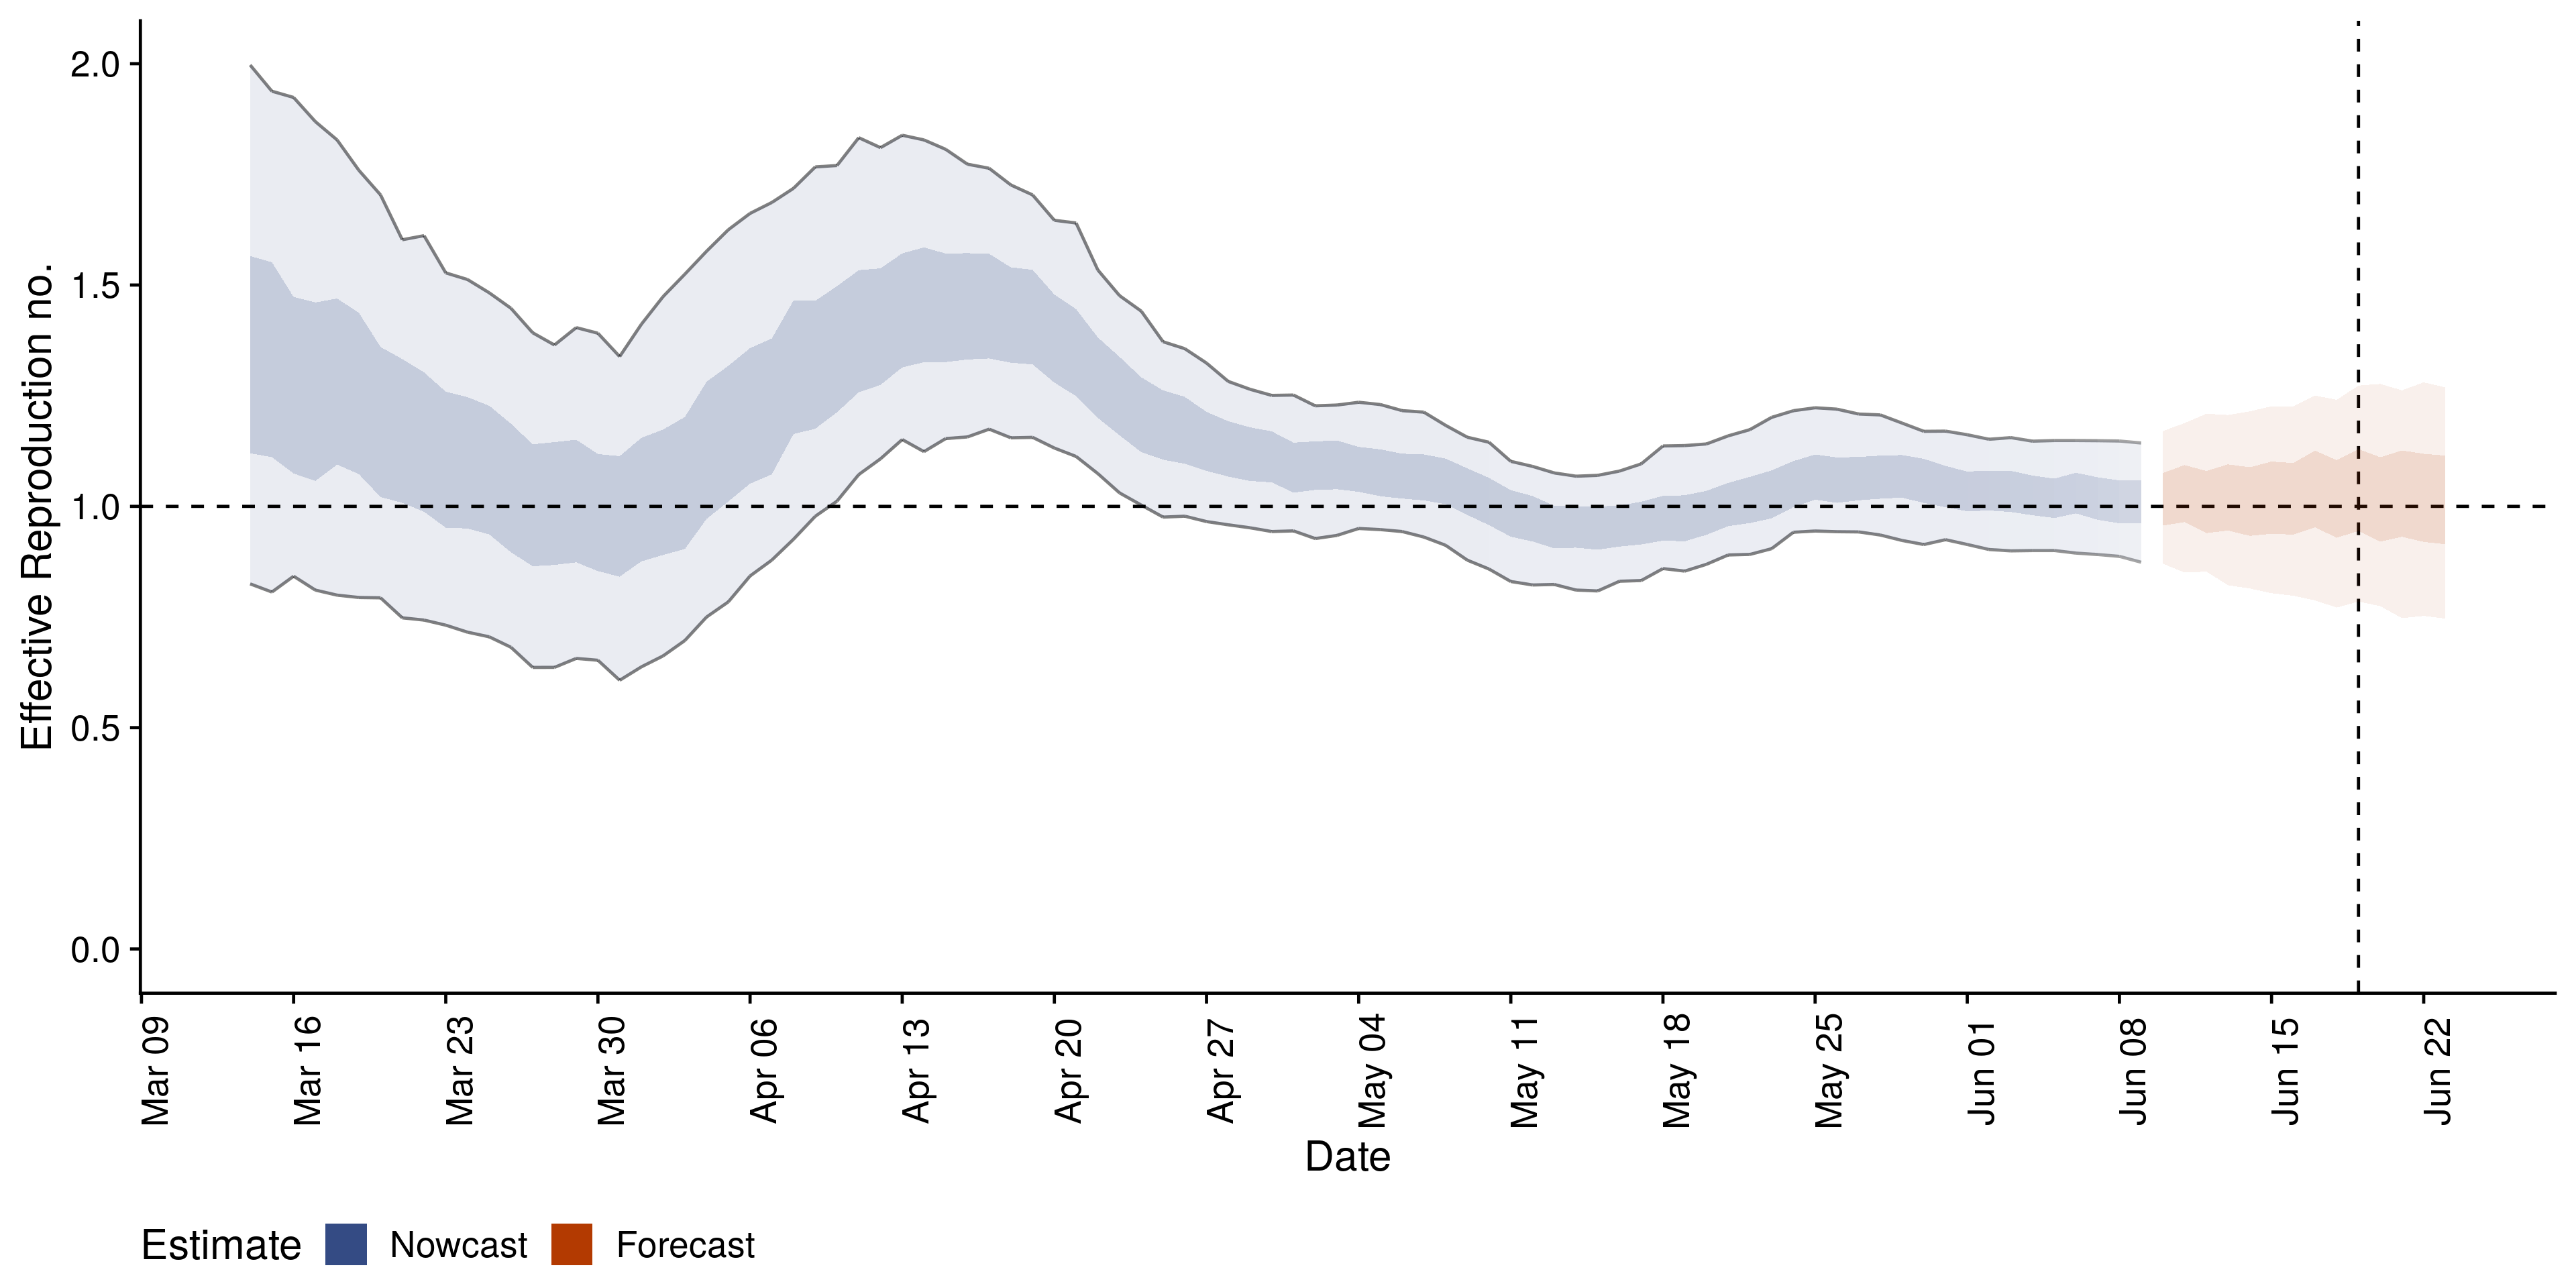 Effective Reproduction no.
2.0
1.5
1.0
0.5
0.0
Mar 09
Mar 16
Mar 23
Mar 30
Apr 06
Apr 13
Apr 20
Apr 27
May 04
May 11
May 18
May 25
Jun 01
Jun 08
Jun 15
Jun 22
Date
Estimate Nowcast Forecast